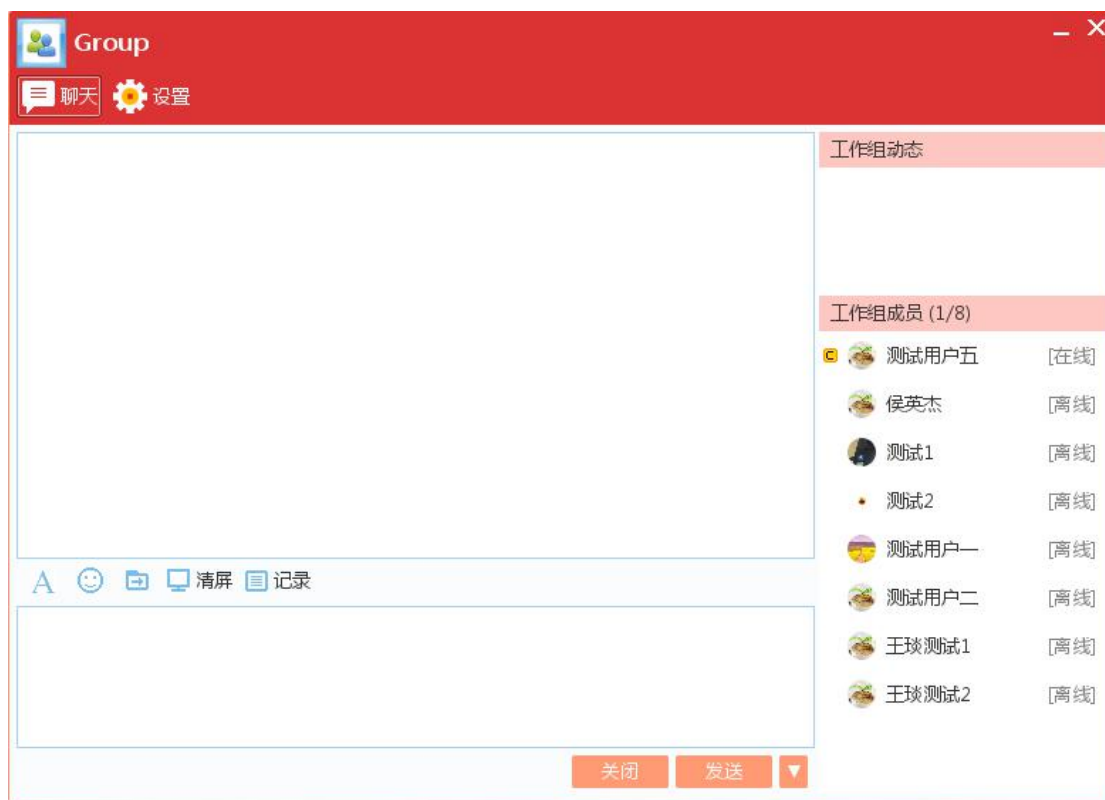 Group
聊天 设置
工作组动态
工作组成员 (1/8)
C 测试用户五 [在线]
侯英杰 [离线]
测试1 [离线]
测试2 [离线]
测试用户一 [离线]
测试用户二 [离线]
王琰测试1 [离线]
王琰测试2 [离线]
A 清屏 记录
关闭 发送